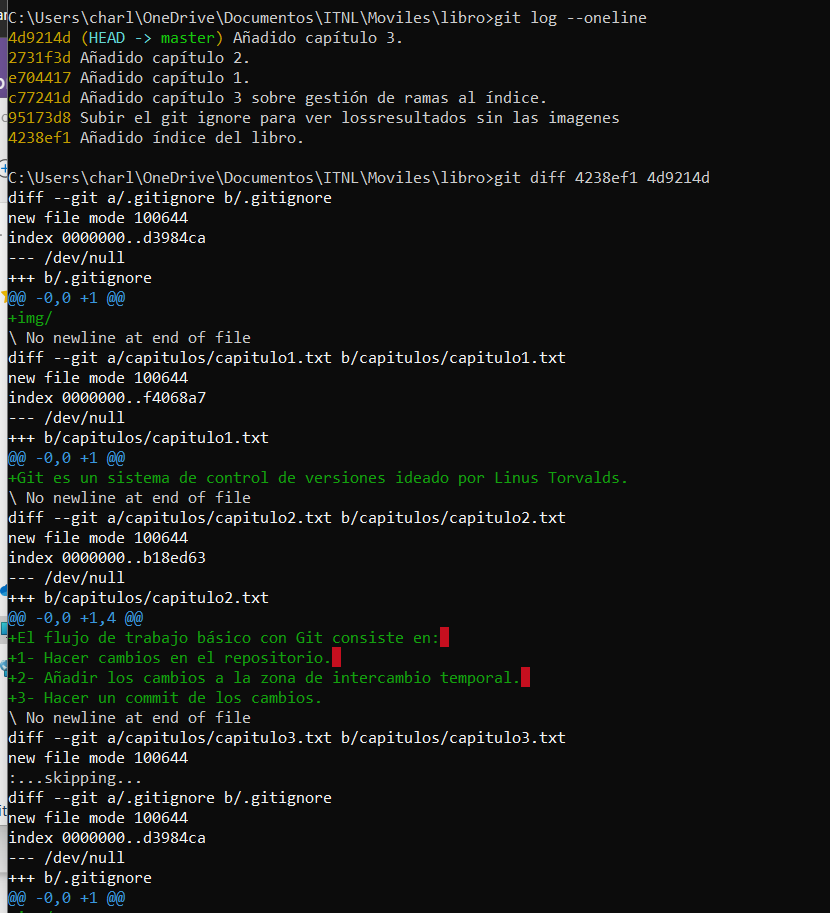 C:\Users\charl\OneDrive\Documentos\ITNL\Moviles\libro>git log --oneline
4d9214d (HEAD -> master) Añadido capítulo 3.
2731f3d Añadido capítulo 2.
e704417 Añadido capítulo 1.
c77241d Añadido capítulo 3 sobre gestión de ramas al índice.
95173d8 Subir el git ignore para ver lossresultados sin las imagenes
4238ef1 Añadido índice del libro.
C:\Users\charl\OneDrive\Documentos\ITNL\Moviles\libro>git diff 4238ef1 4d9214d
diff --git a/.gitignore b/.gitignore
new file mode 100644
index 0000000..d3984ca
--- /dev/null
+++ b/.gitignore
@@ -0,0 +1 @@
+img/
\ No newline at end of file
diff --git a/capitulos/capitulo1.txt b/capitulos/capitulo1.txt
new file mode 100644
index 0000000..f4068a7
--- /dev/null
+++ b/capitulos/capitulo1.txt
@@ -0,0 +1 @@
+Git es un sistema de control de versiones ideado por Linus Torvalds.
\ No newline at end of file
diff --git a/capitulos/capitulo2.txt b/capitulos/capitulo2.txt
new file mode 100644
index 0000000..b18ed63
--- /dev/null
+++ b/capitulos/capitulo2.txt
@@ -0,0 +1,4 @@
+El flujo de trabajo básico con Git consiste en:
+1- Hacer cambios en el repositorio.
+2- Añadir los cambios a la zona de intercambio temporal.
+3- Hacer un commit de los cambios.
\ No newline at end of file
diff --git a/capitulos/capitulo3.txt b/capitulos/capitulo3.txt
new file mode 100644
:...skipping...
diff --git a/.gitignore b/.gitignore
new file mode 100644
index 0000000..d3984ca
--- /dev/null
+++ b/.gitignore
@@ -0,0 +1 @@